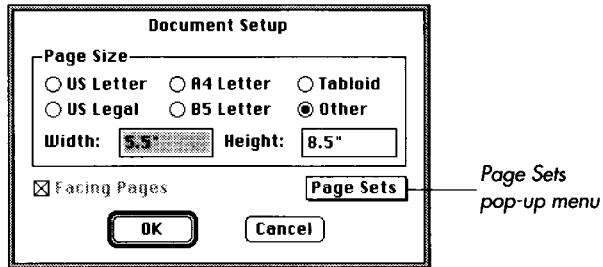 Document Setup
Page Size
US Letter A4 Letter Tabloid
US Legal B5 Letter Other
Width: 5.5" Height: 8.5"
Facing Pages Page Sets
OK Cancel
Page Sets
pop-up menu